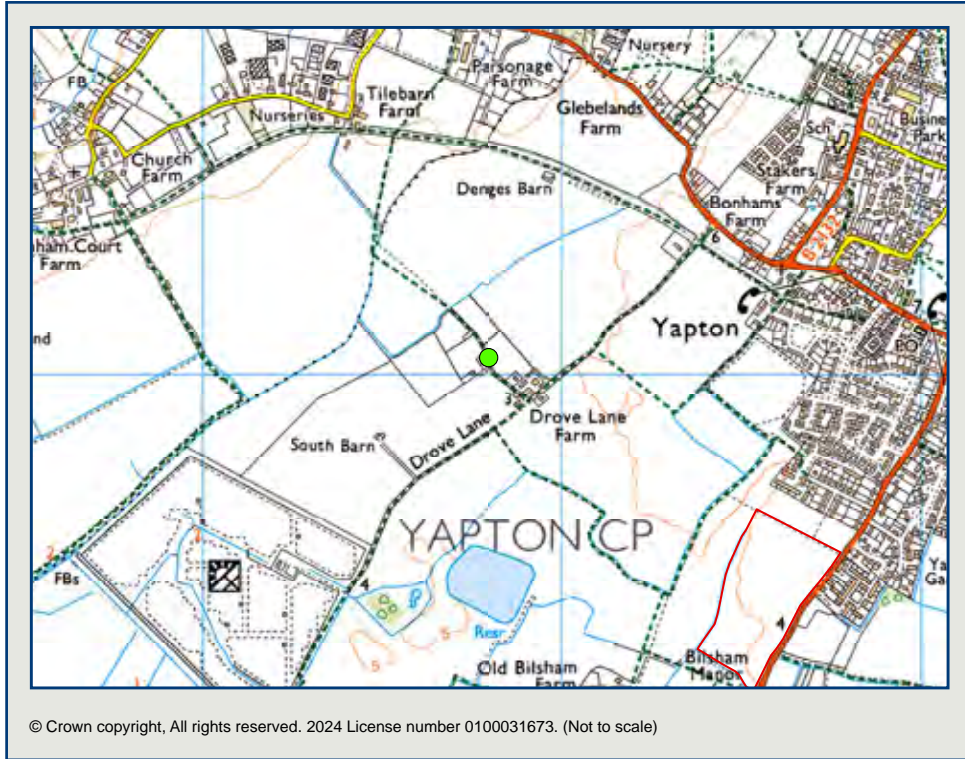 Nursery
Parsonage
Farm
FB
Tilebarn
Farm
Nurseries
Glebelands
Farm
Sch
Busine
Park
Church
Farm
Stakers
Farm
Denges Barn
Bonhams
Farm
nham Court
Farm
6
B 2132
Yapton
nd
PO
3
Drove Lane
Farm
South Barn
Drove Lane
YAPTON CP
2
FBs
4
Ya
Ga
5
5
Resr
4
Bilsham
Manor
Old Bilsham
Farm
© Crown copyright, All rights reserved. 2024 License number 0100031673. (Not to scale)